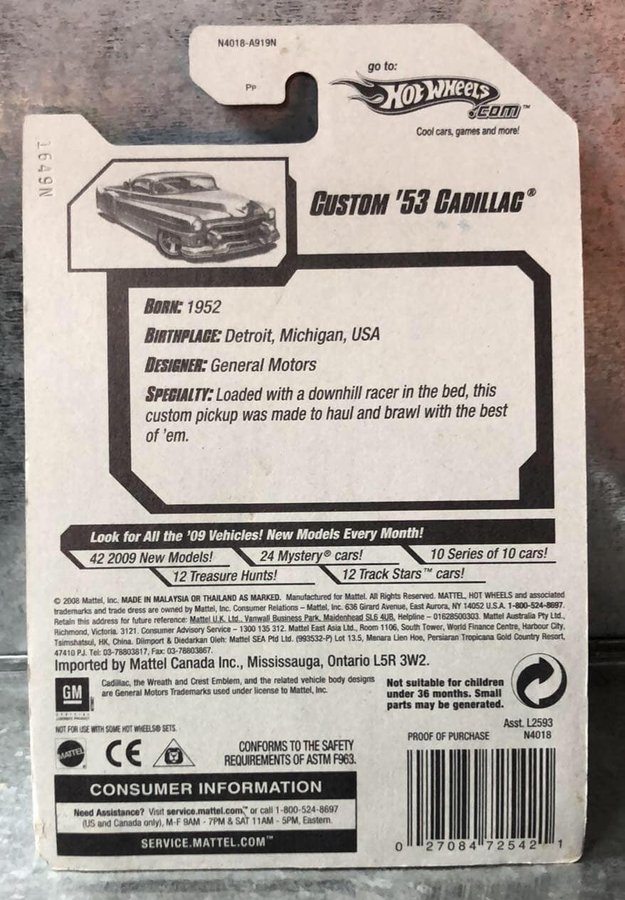 N4018-A919N
PP
go to:
HOT WHEELS
.COM™
Cool cars, games and more!
1649N
CUSTOM '53 CADILLAC®
BORN: 1952
BIRTHPLACE: Detroit, Michigan, USA
DESIGNER: General Motors
SPECIALTY: Loaded with a downhill racer in the bed, this
custom pickup was made to haul and brawl with the best
of 'em.
Look for All the '09 Vehicles! New Models Every Month!
42 2009 New Models! 24 Mystery® cars! 10 Series of 10 cars!
12 Treasure Hunts! 12 Track Stars™ cars!
© 2008 Mattel, Inc. MADE IN MALAYSIA OR THAILAND AS MARKED. Manufactured for Mattel. All Rights Reserved. MATTEL, HOT WHEELS and associated
trademarks and trade dress are owned by Mattel, Inc. Consumer Relations – Mattel, Inc. 636 Girard Avenue, East Aurora, NY 14052 U.S.A. 1-800-524-8697.
Retain this address for future reference: Mattel U.K. Ltd., Vanwall Business Park, Maidenhead SL6 4UB, Helpline – 01628500303. Mattel Australia Pty Ltd.,
Richmond, Victoria. 3121. Consumer Advisory Service – 1300 135 312. Mattel East Asia Ltd., Room 1106, South Tower, World Finance Centre, Harbour City,
Tsimshatsui, HK, China. Diimport & Diedarkan Oleh: Mattel SEA Ptd Ltd. (993532-P) Lot 13.5, Menara Lien Hoe, Persiaran Tropicana Gold Country Resort,
47410 PJ. Tel: 03-78803817, Fax: 03-78803867.
Imported by Mattel Canada Inc., Mississauga, Ontario L5R 3W2.
GM
Cadillac, the Wreath and Crest Emblem, and the related vehicle body designs
are General Motors Trademarks used under license to Mattel, Inc.
Not suitable for children
under 36 months. Small
parts may be generated.
NOT FOR USE WITH SOME HOT WHEELS® SETS.
Asst. L2593
PROOF OF PURCHASE N4018
MATTEL
CE
CONFORMS TO THE SAFETY
REQUIREMENTS OF ASTM F963.
CONSUMER INFORMATION
Need Assistance? Visit service.mattel.com™ or call 1-800-524-8697
(US and Canada only), M-F 9AM - 7PM & SAT 11AM - 5PM, Eastern.
SERVICE.MATTEL.COM™
0 27084 72542 1